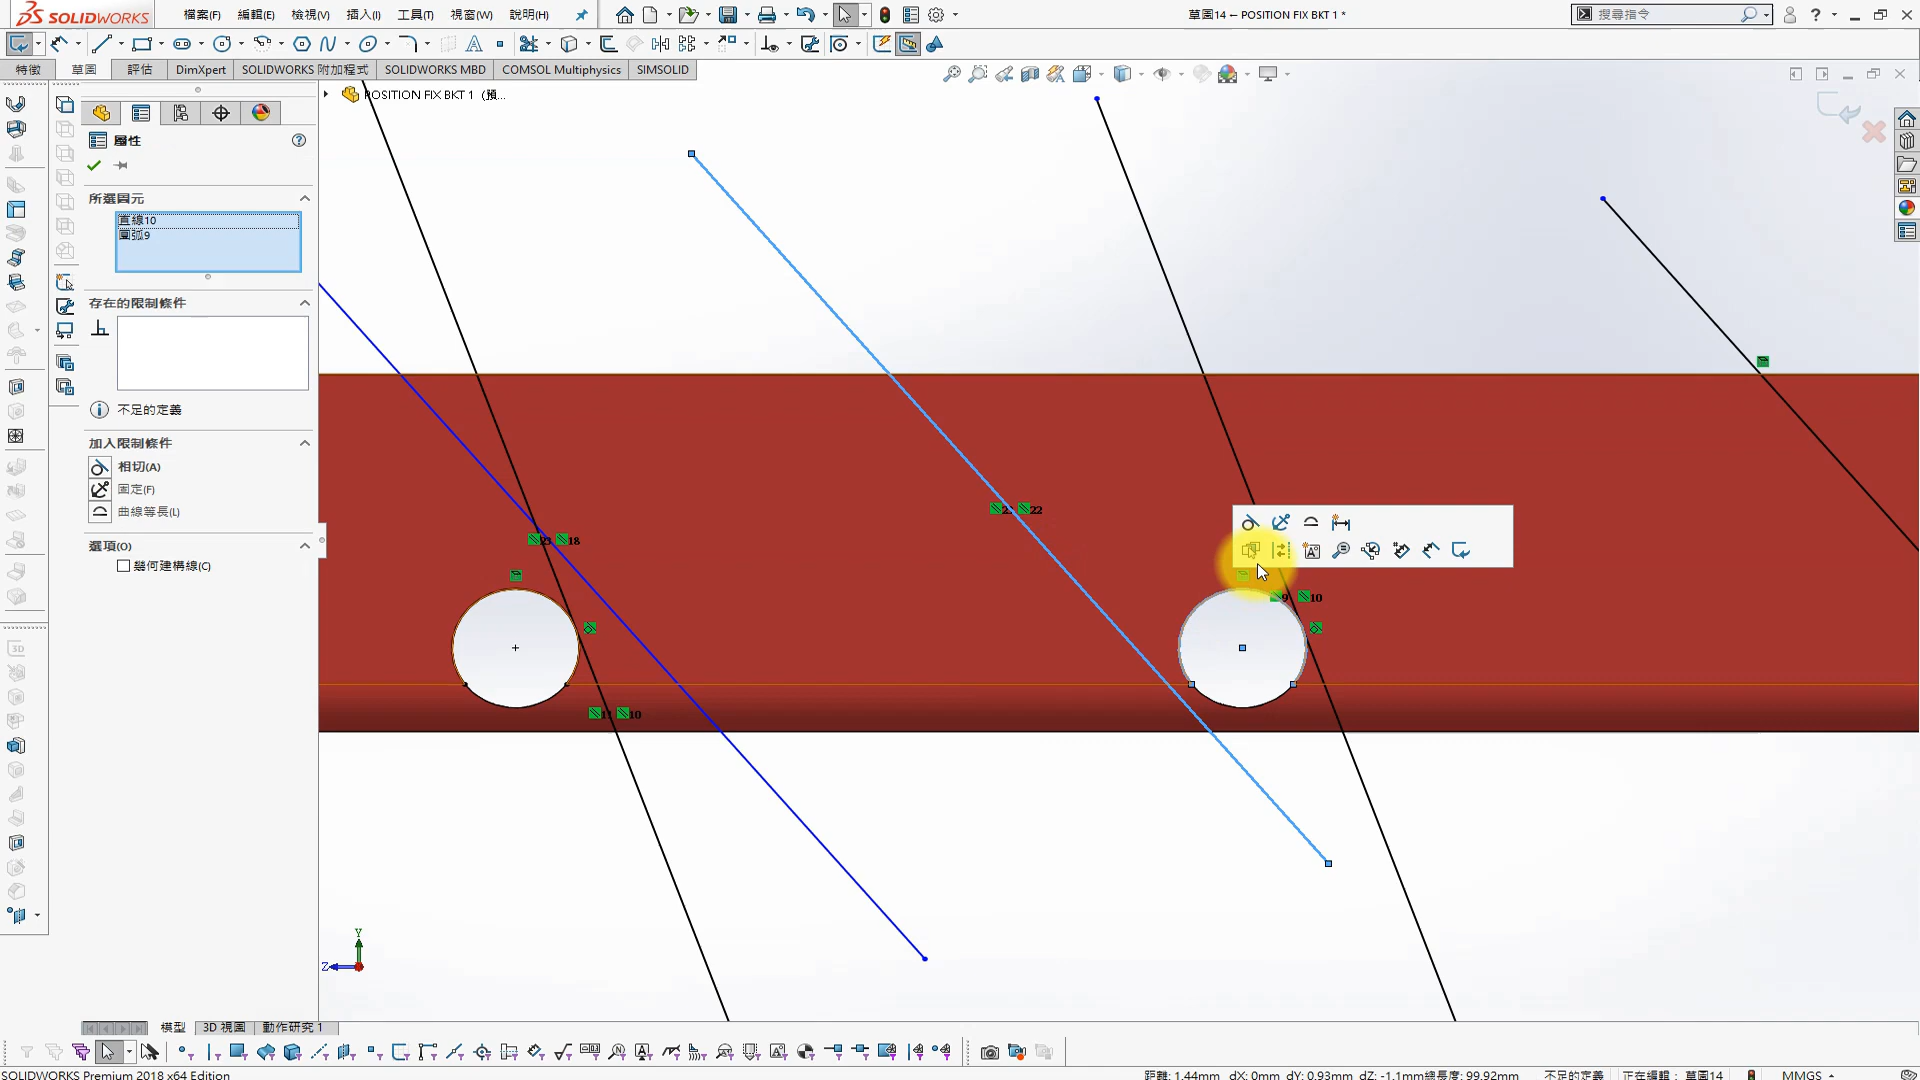 SOLIDWORKS
檔案(F)
編輯(E)
檢視(V)
插入(I)
工具(T)
視窗(W)
說明(H)
草圖14 -- POSITION FIX BKT 1 *
搜尋指令
特徵
草圖
評估
DimXpert
SOLIDWORKS 附加程式
SOLIDWORKS MBD
COMSOL Multiphysics
SIMSOLID
POSITION FIX BKT 1 (預...
屬性
所選圖元
直線10
圓弧9
存在的限制條件
不足的定義
加入限制條件
相切(A)
固定(F)
曲線等長(L)
選項(O)
幾何建構線(C)
22
23 18
9 10
10
Y
Z
模型
3D 視圖
動作研究 1
SOLIDWORKS Premium 2018 x64 Edition
距離: 1.44mm dX: 0mm dY: 0.93mm dZ: -1.1mm總長度: 99.92mm
不足的定義
正在編輯: 草圖14
MMGS